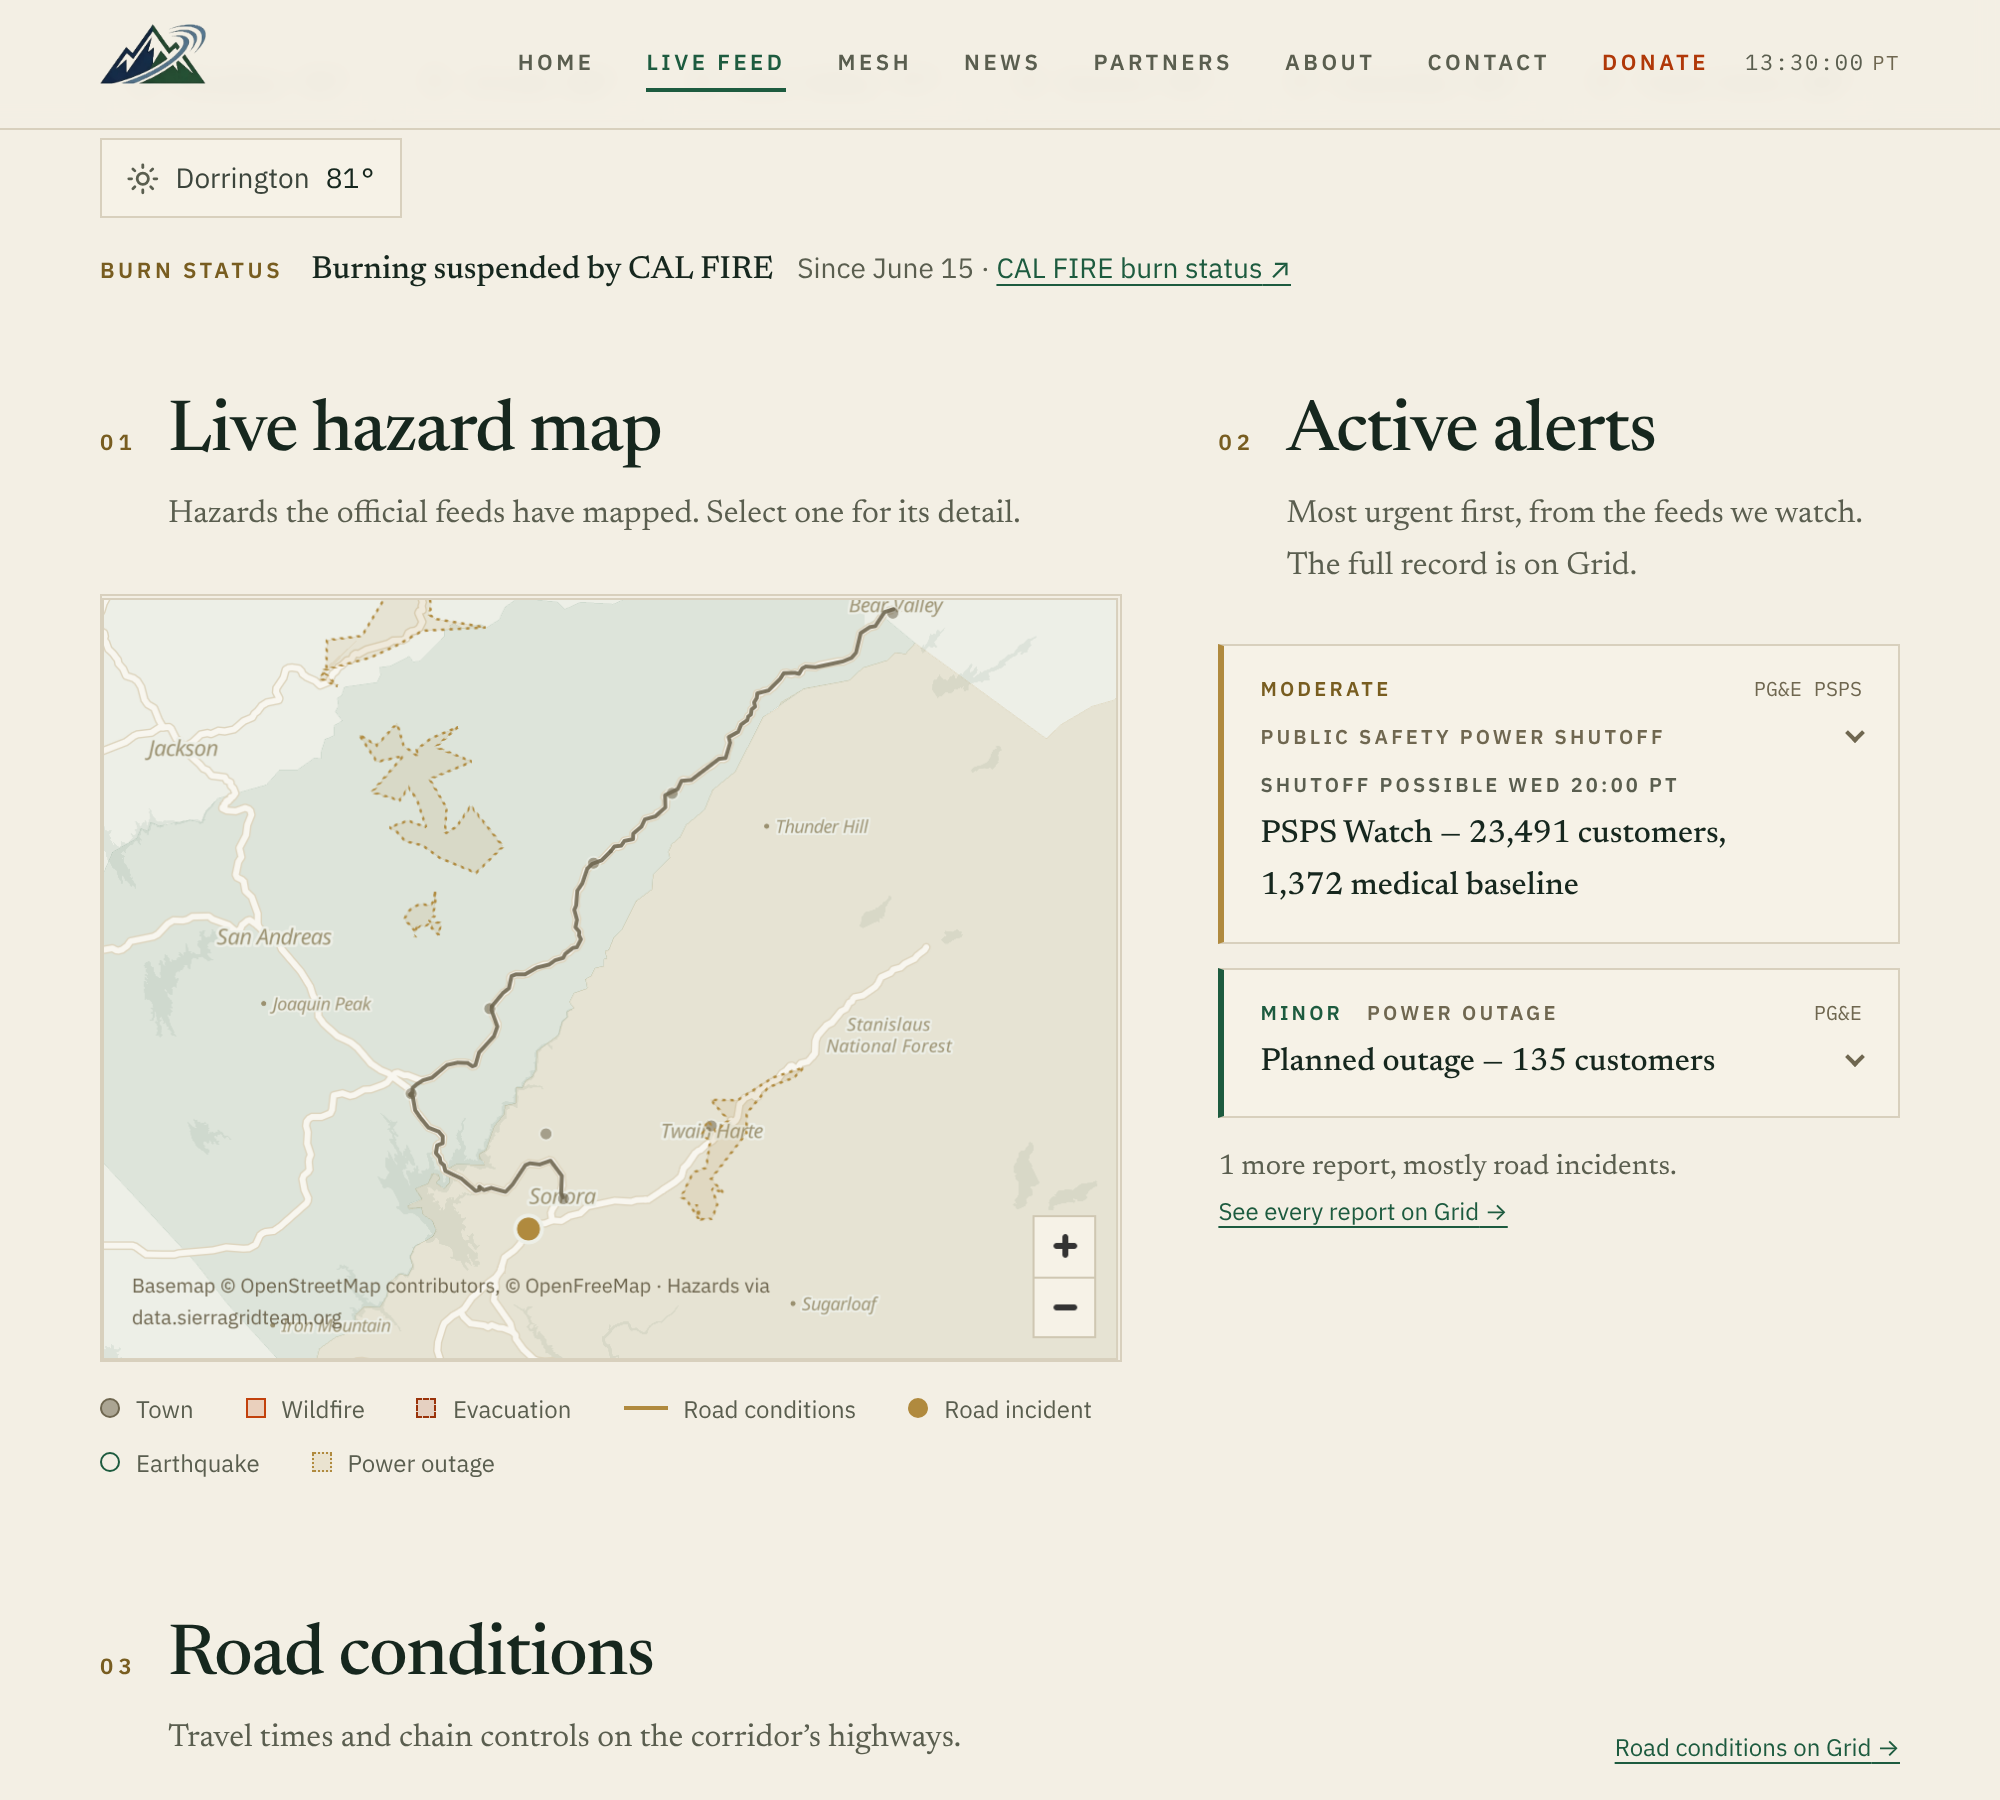 HOME LIVE FEED MESH NEWS PARTNERS ABOUT CONTACT DONATE 13:30:00 PT
Dorrington 81°
BURN STATUS Burning suspended by CAL FIRE Since June 15 · CAL FIRE burn status ↗
01 Live hazard map
Hazards the official feeds have mapped. Select one for its detail.
Bear Valley
Jackson
Thunder Hill
San Andreas
Joaquin Peak
Stanislaus
National Forest
Twain Harte
Sonora
Basemap © OpenStreetMap contributors, © OpenFreeMap · Hazards via
data.sierragridteam.org
Iron Mountain
Sugarloaf
+
−
Town Wildfire Evacuation Road conditions Road incident
Earthquake Power outage
02 Active alerts
Most urgent first, from the feeds we watch.
The full record is on Grid.
MODERATE PG&E PSPS
PUBLIC SAFETY POWER SHUTOFF
SHUTOFF POSSIBLE WED 20:00 PT
PSPS Watch – 23,491 customers,
1,372 medical baseline
MINOR POWER OUTAGE PG&E
Planned outage – 135 customers
1 more report, mostly road incidents.
See every report on Grid →
03 Road conditions
Travel times and chain controls on the corridor’s highways.
Road conditions on Grid →